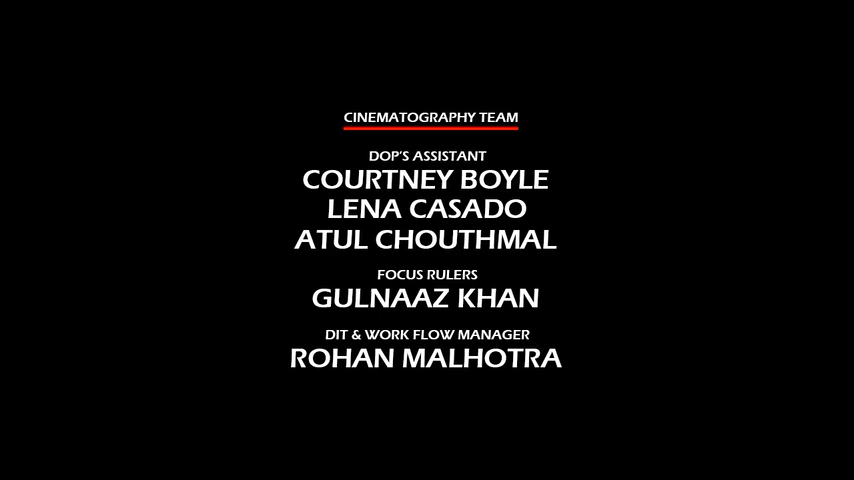 CINEMATOGRAPHY TEAM
DOP'S ASSISTANT
COURTNEY BOYLE
LENA CASADO
ATUL CHOUTHMAL
FOCUS RULERS
GULNAAZ KHAN
DIT & WORK FLOW MANAGER
ROHAN MALHOTRA